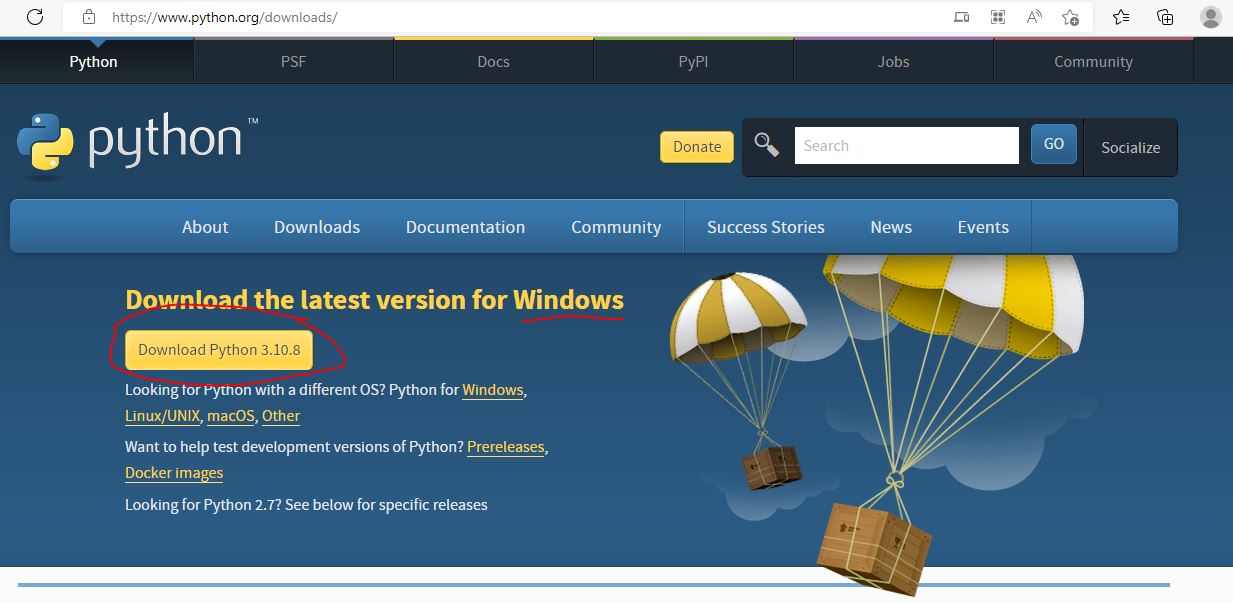 https://www.python.org/downloads/
Python PSF Docs PyPI Jobs Community
python™
Donate Search GO Socialize
About Downloads Documentation Community Success Stories News Events
Download the latest version for Windows
Download Python 3.10.8
Looking for Python with a different OS? Python for Windows,
Linux/UNIX, macOS, Other
Want to help test development versions of Python? Prereleases,
Docker images
Looking for Python 2.7? See below for specific releases